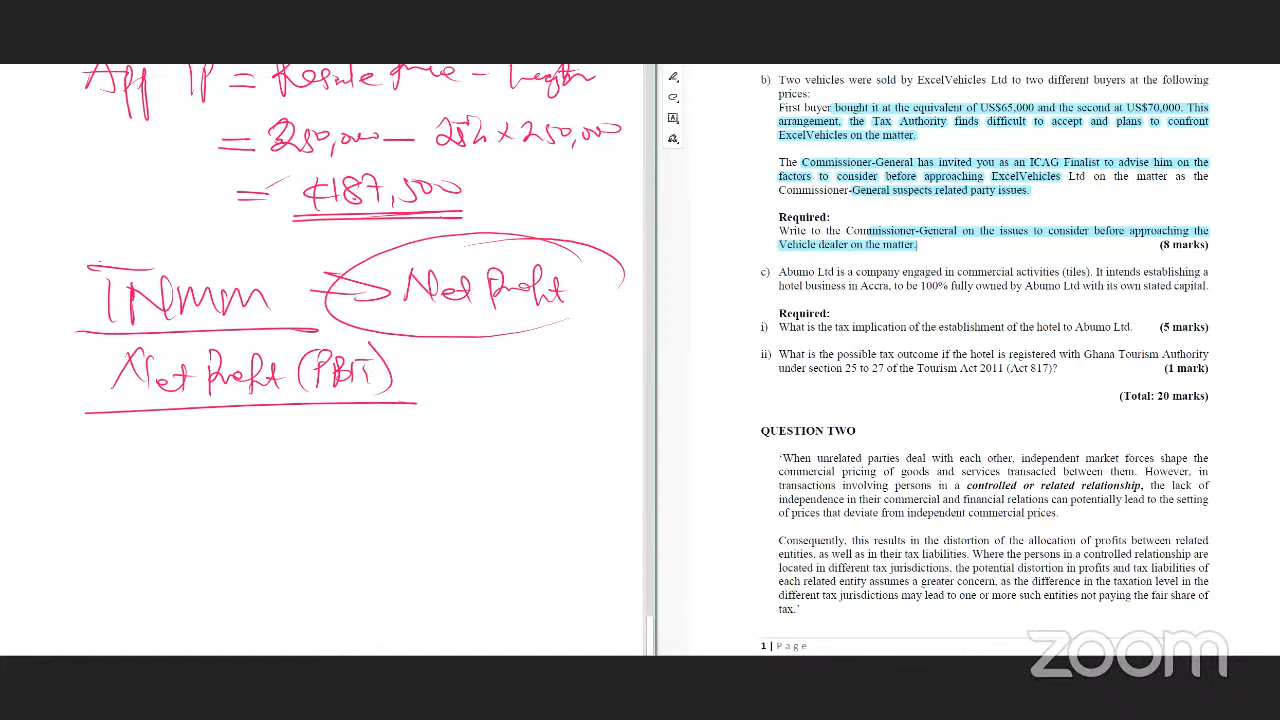 App TP = Resale price - Length
= 250,000 - 25% × 250,000
= ¢187,500
TNMM → Net Profit
Net Profit (PBIT)
b) Two vehicles were sold by ExcelVehicles Ltd to two different buyers at the following
prices:
First buyer bought it at the equivalent of US$65,000 and the second at US$70,000. This
arrangement, the Tax Authority finds difficult to accept and plans to confront
ExcelVehicles on the matter.
The Commissioner-General has invited you as an ICAG Finalist to advise him on the
factors to consider before approaching ExcelVehicles Ltd on the matter as the
Commissioner-General suspects related party issues.
Required:
Write to the Commissioner-General on the issues to consider before approaching the
Vehicle dealer on the matter. (8 marks)
c) Abumo Ltd is a company engaged in commercial activities (tiles). It intends establishing a
hotel business in Accra, to be 100% fully owned by Abumo Ltd with its own stated capital.
Required:
i) What is the tax implication of the establishment of the hotel to Abumo Ltd. (5 marks)
ii) What is the possible tax outcome if the hotel is registered with Ghana Tourism Authority
under section 25 to 27 of the Tourism Act 2011 (Act 817)? (1 mark)
(Total: 20 marks)
QUESTION TWO
‘When unrelated parties deal with each other, independent market forces shape the
commercial pricing of goods and services transacted between them. However, in
transactions involving persons in a controlled or related relationship, the lack of
independence in their commercial and financial relations can potentially lead to the setting
of prices that deviate from independent commercial prices.
Consequently, this results in the distortion of the allocation of profits between related
entities, as well as in their tax liabilities. Where the persons in a controlled relationship are
located in different tax jurisdictions, the potential distortion in profits and tax liabilities of
each related entity assumes a greater concern, as the difference in the taxation level in the
different tax jurisdictions may lead to one or more such entities not paying the fair share of
tax.’
1 | Page
zoom